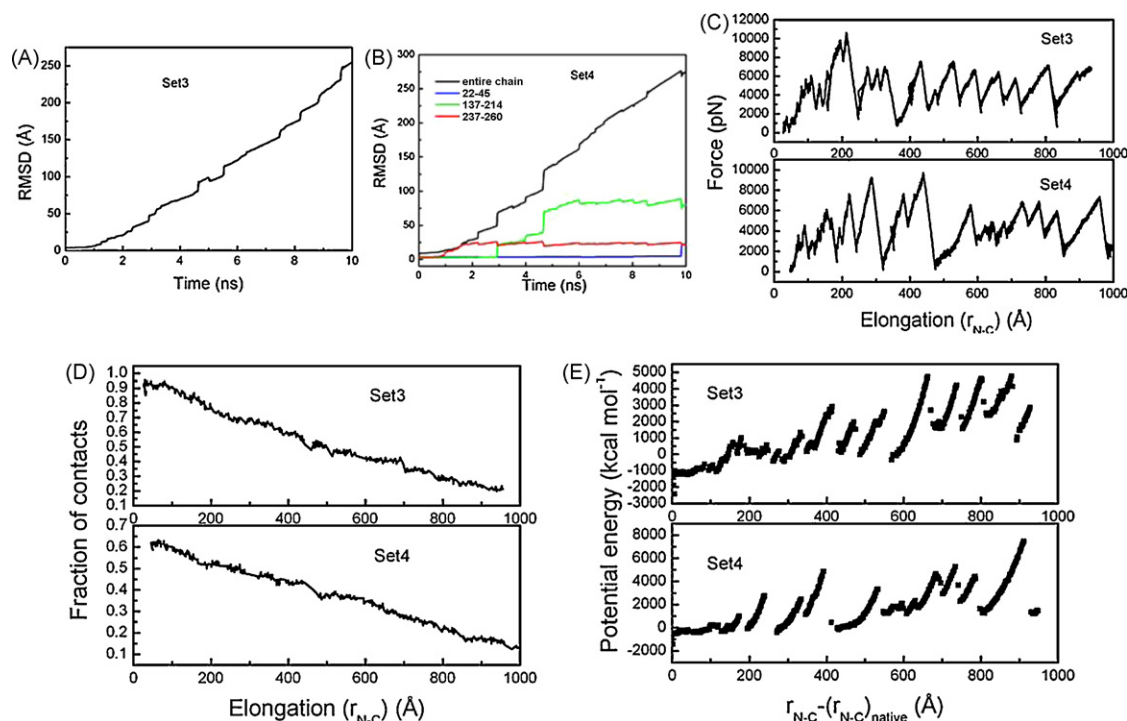 (A)
Set3
RMSD (Å)
250
200
150
100
50
0
0 2 4 6 8 10
Time (ns)
(B)
Set4
entire chain
22-45
137-214
237-260
RMSD (Å)
300
250
200
150
100
50
0
0 2 4 6 8 10
Time (ns)
(C)
Set3
12000
10000
8000
6000
4000
2000
0
0 200 400 600 800 1000
Set4
10000
8000
6000
4000
2000
0
0 200 400 600 800 1000
Force (pN)
Elongation (rN-C) (Å)
(D)
Set3
1.0
0.9
0.8
0.7
0.6
0.5
0.4
0.3
0.2
0.1
0 200 400 600 800 1000
Set4
0.7
0.6
0.5
0.4
0.3
0.2
0.1
0 200 400 600 800 1000
Fraction of contacts
Elongation (rN-C) (Å)
(E)
Set3
5000
4000
3000
2000
1000
0
-1000
-2000
-3000
0 200 400 600 800 1000
Set4
8000
6000
4000
2000
0
-2000
0 200 400 600 800 1000
Potential energy (kcal mol⁻¹)
rN-C-(rN-C)native (Å)